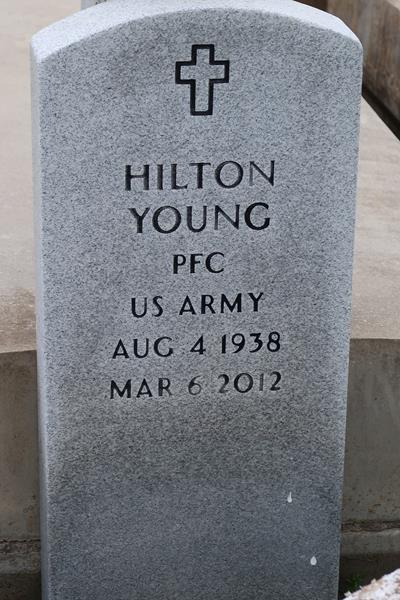 HILTON
YOUNG
PFC
US ARMY
AUG 4 1938
MAR 6 2012